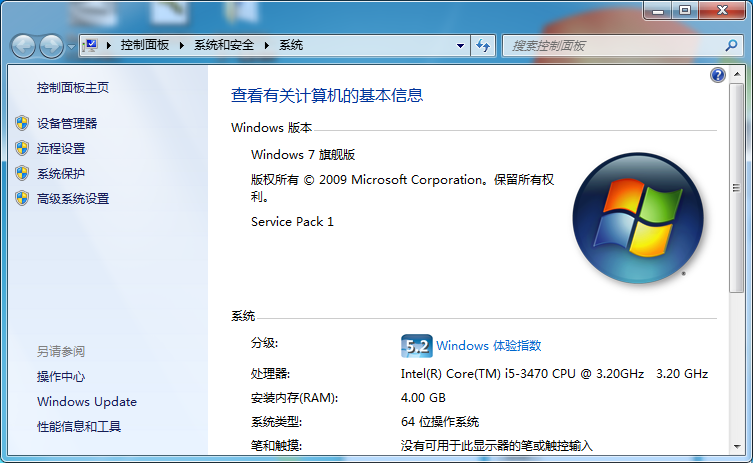 控制面板 系统和安全 系统
搜索控制面板
控制面板主页
设备管理器
远程设置
系统保护
高级系统设置
另请参阅
操作中心
Windows Update
性能信息和工具
查看有关计算机的基本信息
Windows 版本
Windows 7 旗舰版
版权所有 © 2009 Microsoft Corporation。保留所有权
利。
Service Pack 1
系统
分级:
5.2 Windows 体验指数
处理器: Intel(R) Core(TM) i5-3470 CPU @ 3.20GHz 3.20 GHz
安装内存(RAM): 4.00 GB
系统类型: 64 位操作系统
笔和触摸: 没有可用于此显示器的笔或触控输入